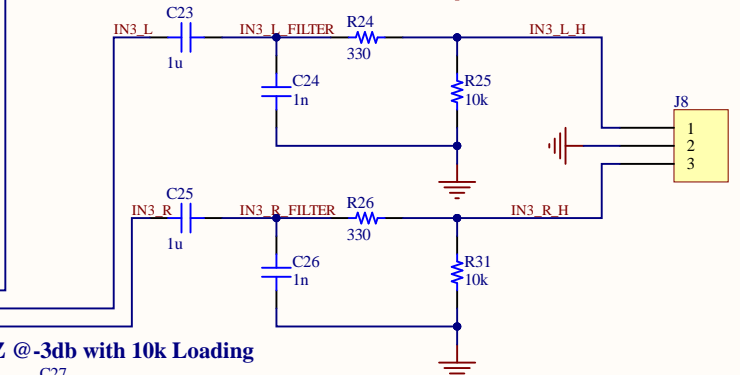 C23
IN3_L
IN3_L_FILTER
R24
IN3_L_H
1u
330
C24
1n
R25
10k
J8
1
2
3
C25
IN3_R
IN3_R_FILTER
R26
IN3_R_H
1u
330
C26
1n
R31
10k
Z @-3db with 10k Loading
C27